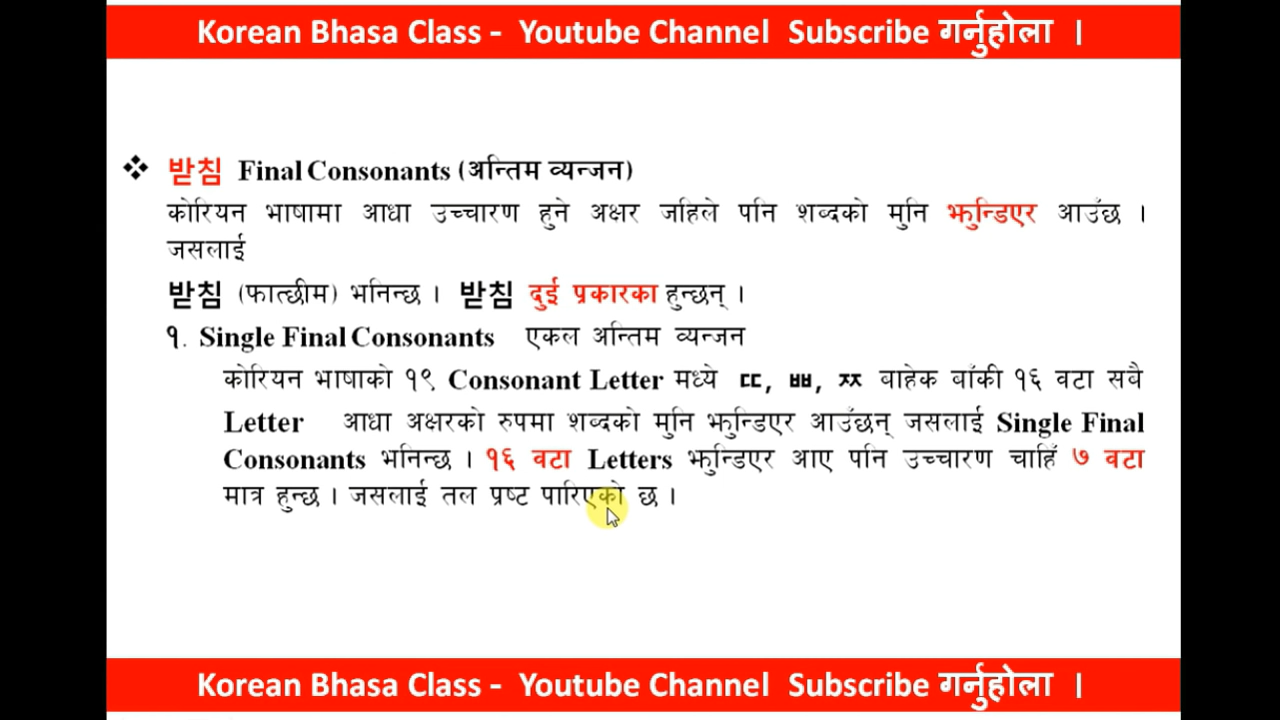 Korean Bhasa Class - Youtube Channel Subscribe गर्नुहोला ।
❖ 받침 Final Consonants (अन्तिम व्यन्जन)
कोरियन भाषामा आधा उच्चारण हुने अक्षर जहिले पनि शब्दको मुनि झुन्डिएर आउँछ ।
जसलाई
받침 (फात्छीम) भनिन्छ । 받침 दुई प्रकारका हुन्छन् ।
१. Single Final Consonants एकल अन्तिम व्यन्जन
कोरियन भाषाको १९ Consonant Letter मध्ये ㄸ, ㅃ, ㅉ बाहेक बाँकी १६ वटा सबै
Letter आधा अक्षरको रुपमा शब्दको मुनि झुन्डिएर आउँछन् जसलाई Single Final
Consonants भनिन्छ । १६ वटा Letters झुन्डिएर आए पनि उच्चारण चाहिँ ७ वटा
मात्र हुन्छ । जसलाई तल प्रष्ट पारिएको छ ।
Korean Bhasa Class - Youtube Channel Subscribe गर्नुहोला ।